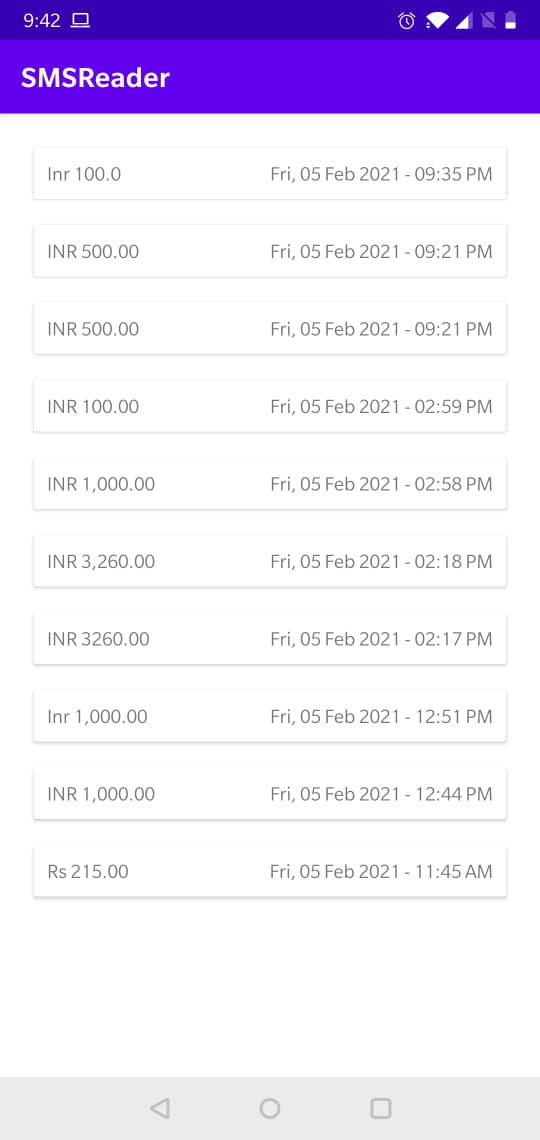 9:42
SMSReader
Inr 100.0 Fri, 05 Feb 2021 - 09:35 PM
INR 500.00 Fri, 05 Feb 2021 - 09:21 PM
INR 500.00 Fri, 05 Feb 2021 - 09:21 PM
INR 100.00 Fri, 05 Feb 2021 - 02:59 PM
INR 1,000.00 Fri, 05 Feb 2021 - 02:58 PM
INR 3,260.00 Fri, 05 Feb 2021 - 02:18 PM
INR 3260.00 Fri, 05 Feb 2021 - 02:17 PM
Inr 1,000.00 Fri, 05 Feb 2021 - 12:51 PM
INR 1,000.00 Fri, 05 Feb 2021 - 12:44 PM
Rs 215.00 Fri, 05 Feb 2021 - 11:45 AM